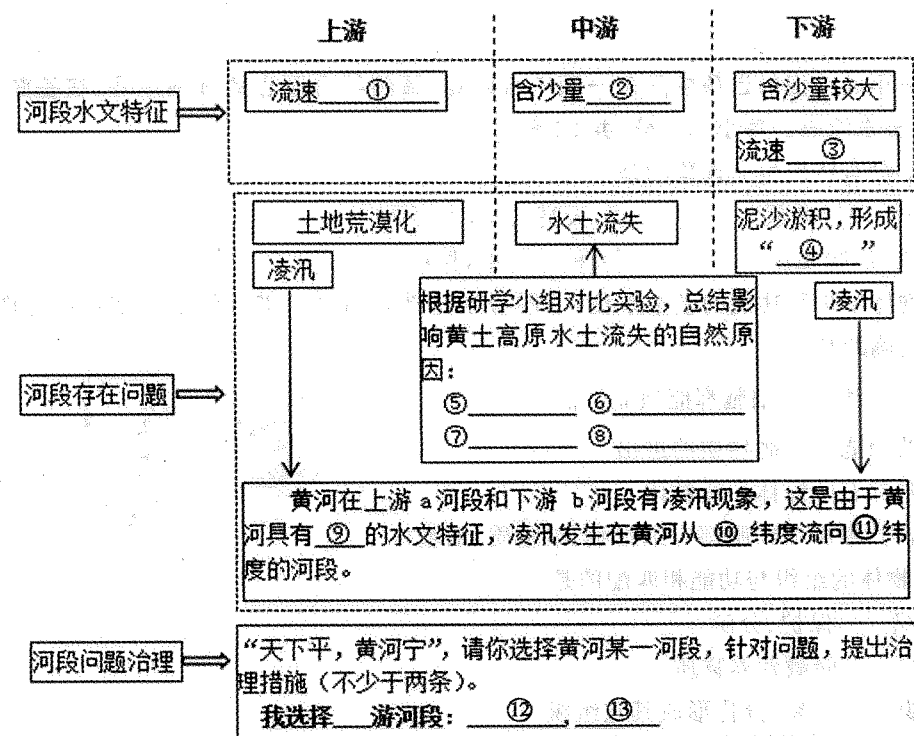 上游 中游 下游
河段水文特征
流速 ①
含沙量 ②
含沙量较大
流速 ③
河段存在问题
土地荒漠化
凌汛
水土流失
泥沙淤积，形成
“ ④ ”
凌汛
根据研学小组对比实验，总结影
响黄土高原水土流失的自然原
因：
⑤ ⑥
⑦ ⑧
黄河在上游 a 河段和下游 b 河段有凌汛现象，这是由于黄
河具有 ⑨ 的水文特征，凌汛发生在黄河从 ⑩ 纬度流向 ⑪ 纬
度的河段。
河段问题治理
“天下平，黄河宁”，请你选择黄河某一河段，针对问题，提出治
理措施（不少于两条）。
我选择___游河段： ⑫ ， ⑬